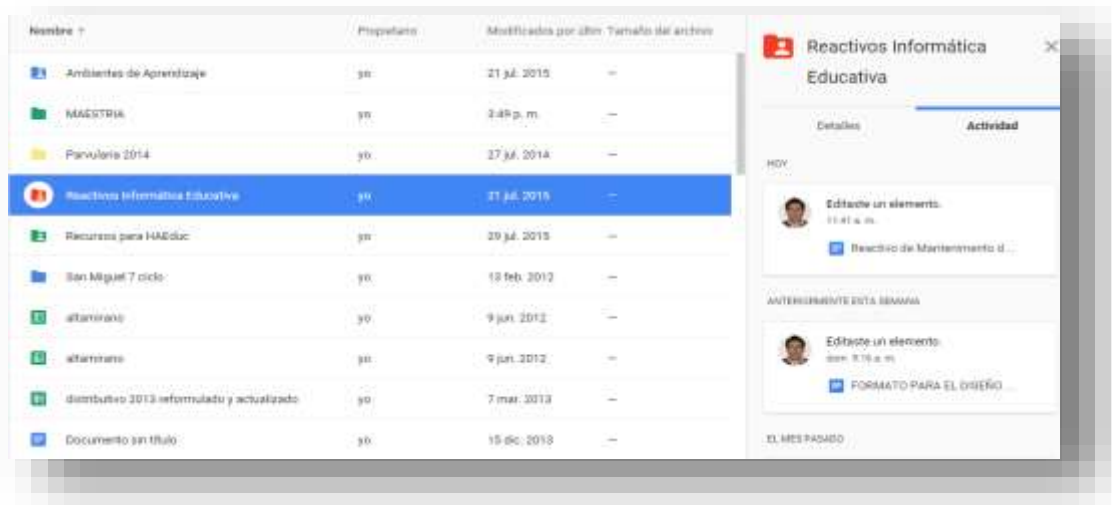 Nombre ↑ Propietario Modificados por últim Tamaño del archivo
Ambientes de Aprendizaje yo 21 jul. 2015 —
MAESTRIA yo 3:49 p. m. —
Parvularia 2014 yo 27 jul. 2014 —
Reactivos Informática Educativa yo 21 jul. 2015 —
Recursos para HAEduc yo 29 jul. 2015 —
San Miguel 7 ciclo yo 13 feb. 2012 —
altamirano yo 9 jun. 2012 —
altamirano yo 9 jun. 2012 —
distributivo 2013 reformulado y actualizado yo 7 mar. 2013 —
Documento sin título yo 15 dic. 2013 —
Reactivos Informática
Educativa
Detalles Actividad
HOY
Editaste un elemento.
11:41 a. m.
Reactivo de Mantenimiento d...
ANTERIORMENTE ESTA SEMANA
Editaste un elemento.
dom. 9:16 a. m.
FORMATO PARA EL DISEÑO ...
EL MES PASADO